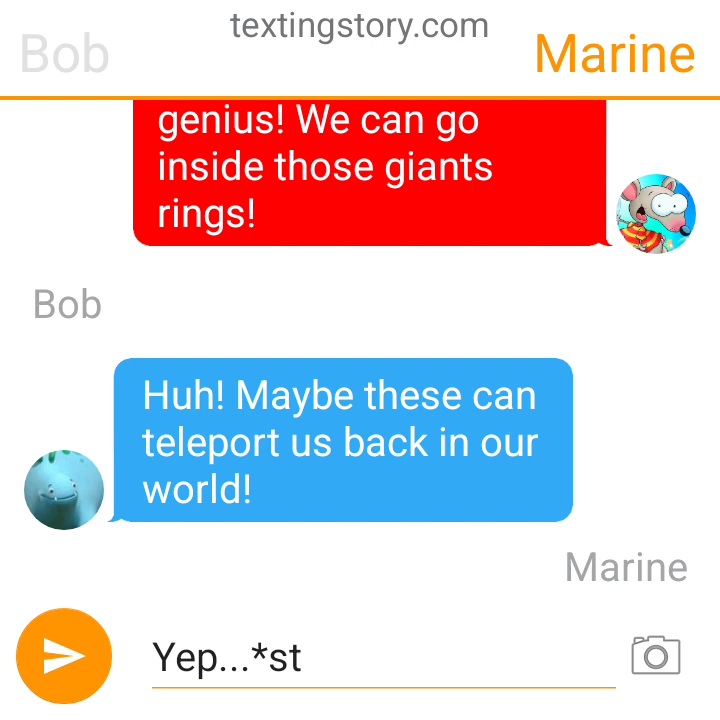 textingstory.com
Bob
Marine
genius! We can go
inside those giants
rings!
Bob
Huh! Maybe these can
teleport us back in our
world!
Marine
Yep...*st